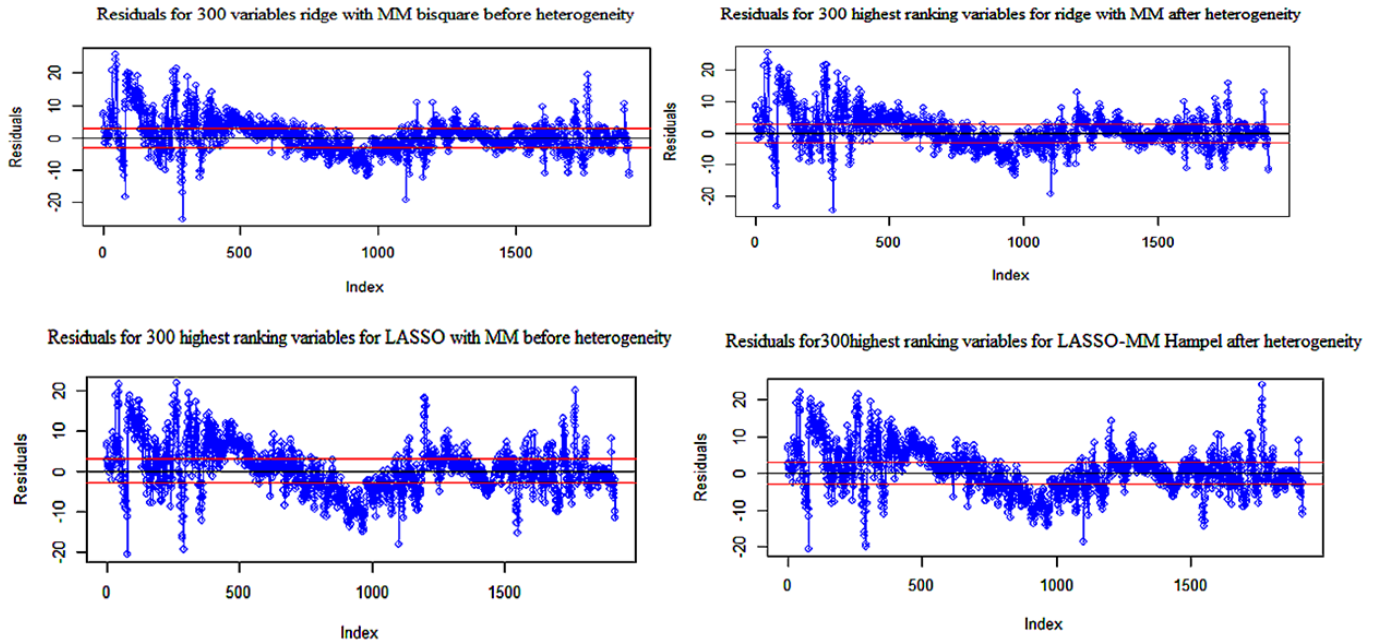 Residuals for 300 variables ridge with MM bisquare before heterogeneity
Residuals
20
10
0
-10
-20
0 500 1000 1500
Index
Residuals for 300 highest ranking variables for ridge with MM after heterogeneity
Residuals
20
10
0
-10
-20
0 500 1000 1500
Index
Residuals for 300 highest ranking variables for LASSO with MM before heterogeneity
Residuals
20
10
0
-10
-20
0 500 1000 1500
Index
Residuals for300highest ranking variables for LASSO-MM Hampel after heterogeneity
Residuals
20
10
0
-10
-20
0 500 1000 1500
Index